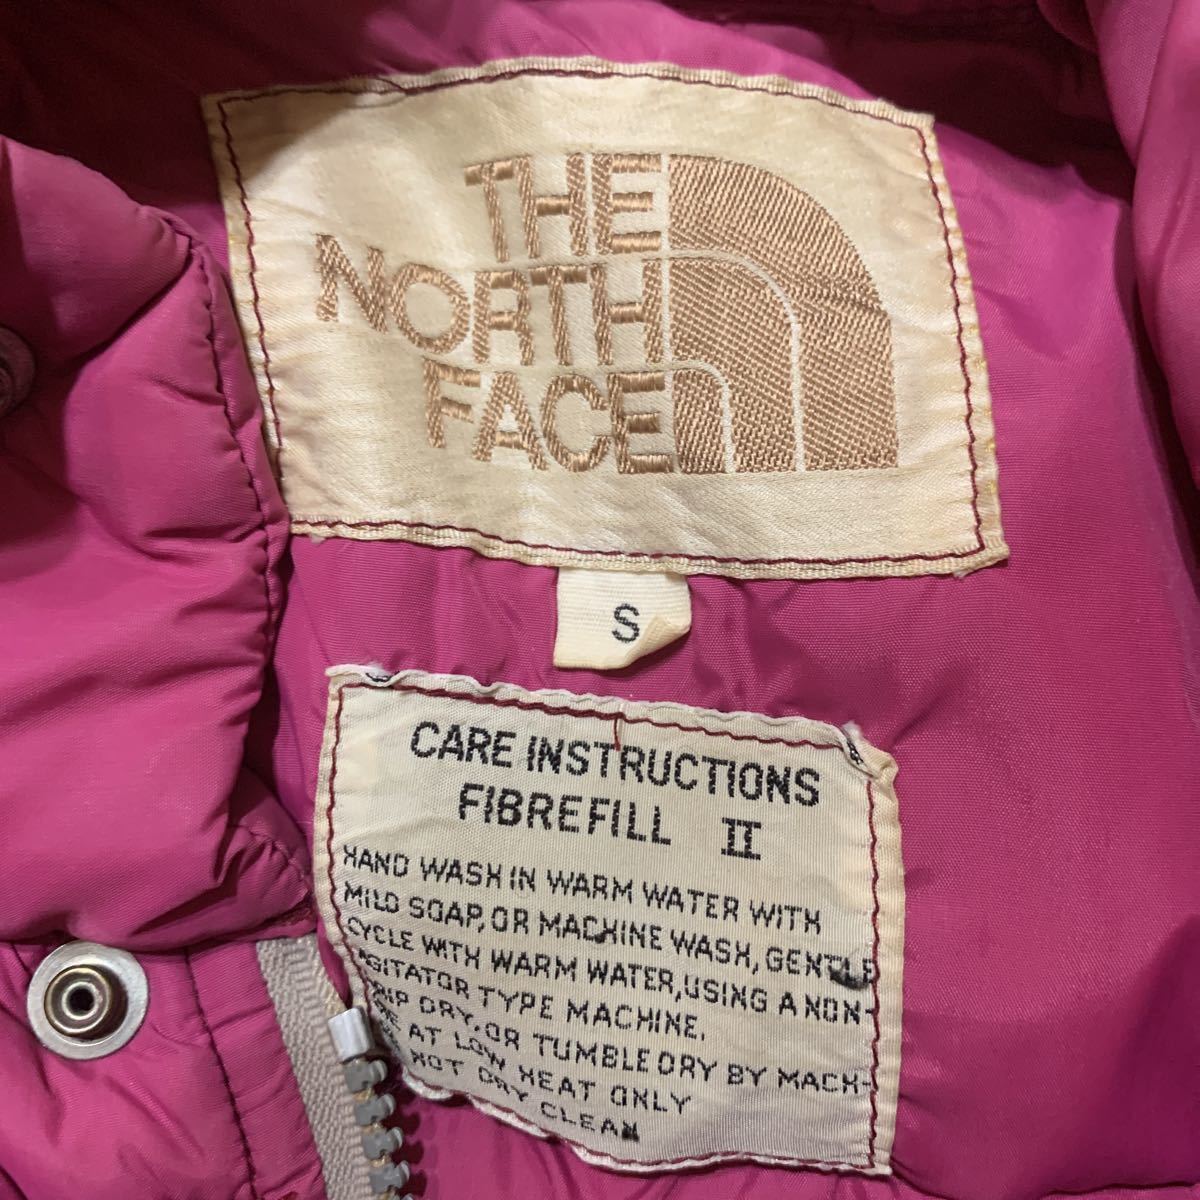 THE
NORTH
FACE
S
CARE INSTRUCTIONS
FIBREFILL II
HAND WASH IN WARM WATER WITH
MILD SOAP, OR MACHINE WASH, GENTLE
CYCLE WITH WARM WATER, USING A NON-
AGITATOR TYPE MACHINE.
DRIP DRY, OR TUMBLE DRY BY MACH-
INE AT LOW HEAT ONLY
NOT DRY CLEAN